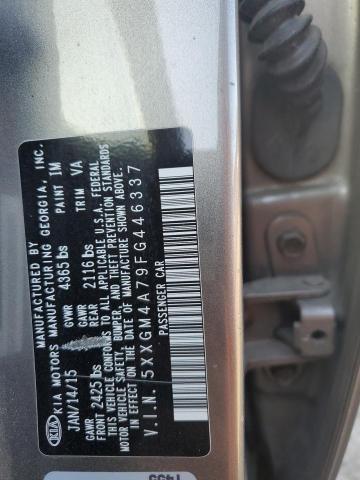 KIA KIA MOTORS MANUFACTURING GEORGIA, INC.
JAN/14/15 GVWR 4365 lbs PAINT IM
GAWR GAWR
FRONT 2425 lbs REAR 2116 lbs TRIM VA
THIS VEHICLE CONFORMS TO ALL APPLICABLE U.S.A. FEDERAL
MOTOR VEHICLE SAFETY, BUMPER, AND THEFT PREVENTION STANDARDS
IN EFFECT ON THE DATE OF MANUFACTURE SHOWN ABOVE.
V.I.N. 5XXGM4A79FG446337
PASSENGER CAR